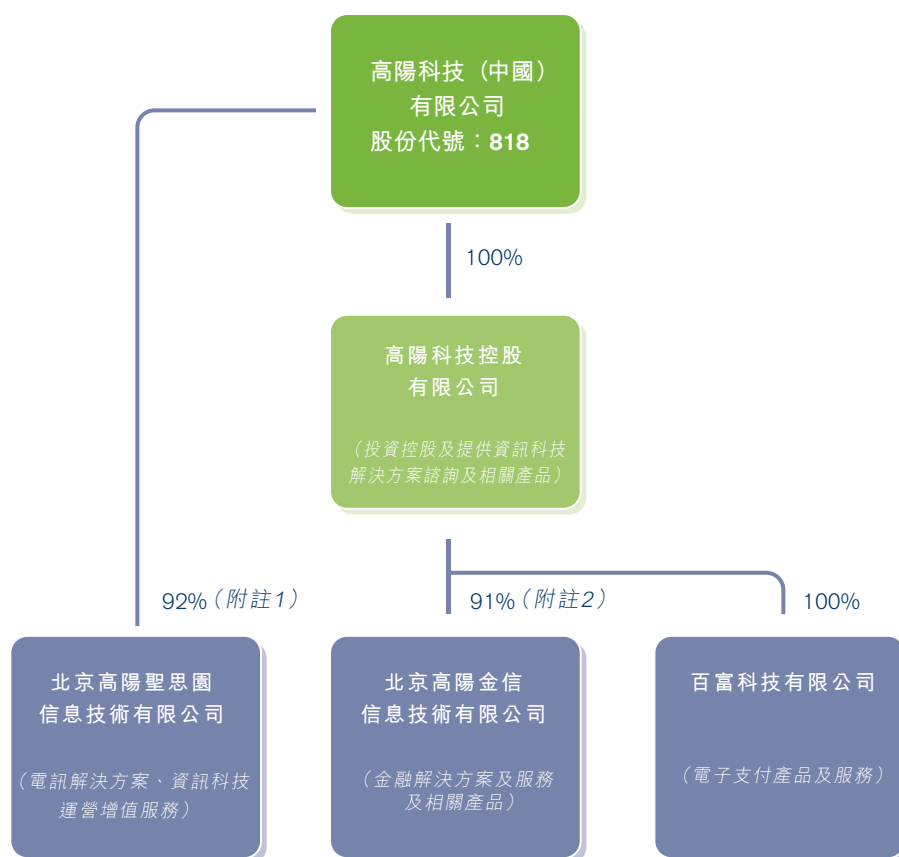 高陽科技（中國）
有限公司
股份代號：818
100%
高陽科技控股
有限公司
（投資控股及提供資訊科技
解決方案諮詢及相關產品）
92%（附註1）
91%（附註2）
100%
北京高陽聖思園
信息技術有限公司
（電訊解決方案、資訊科技
運營增值服務）
北京高陽金信
信息技術有限公司
（金融解決方案及服務
及相關產品）
百富科技有限公司
（電子支付產品及服務）